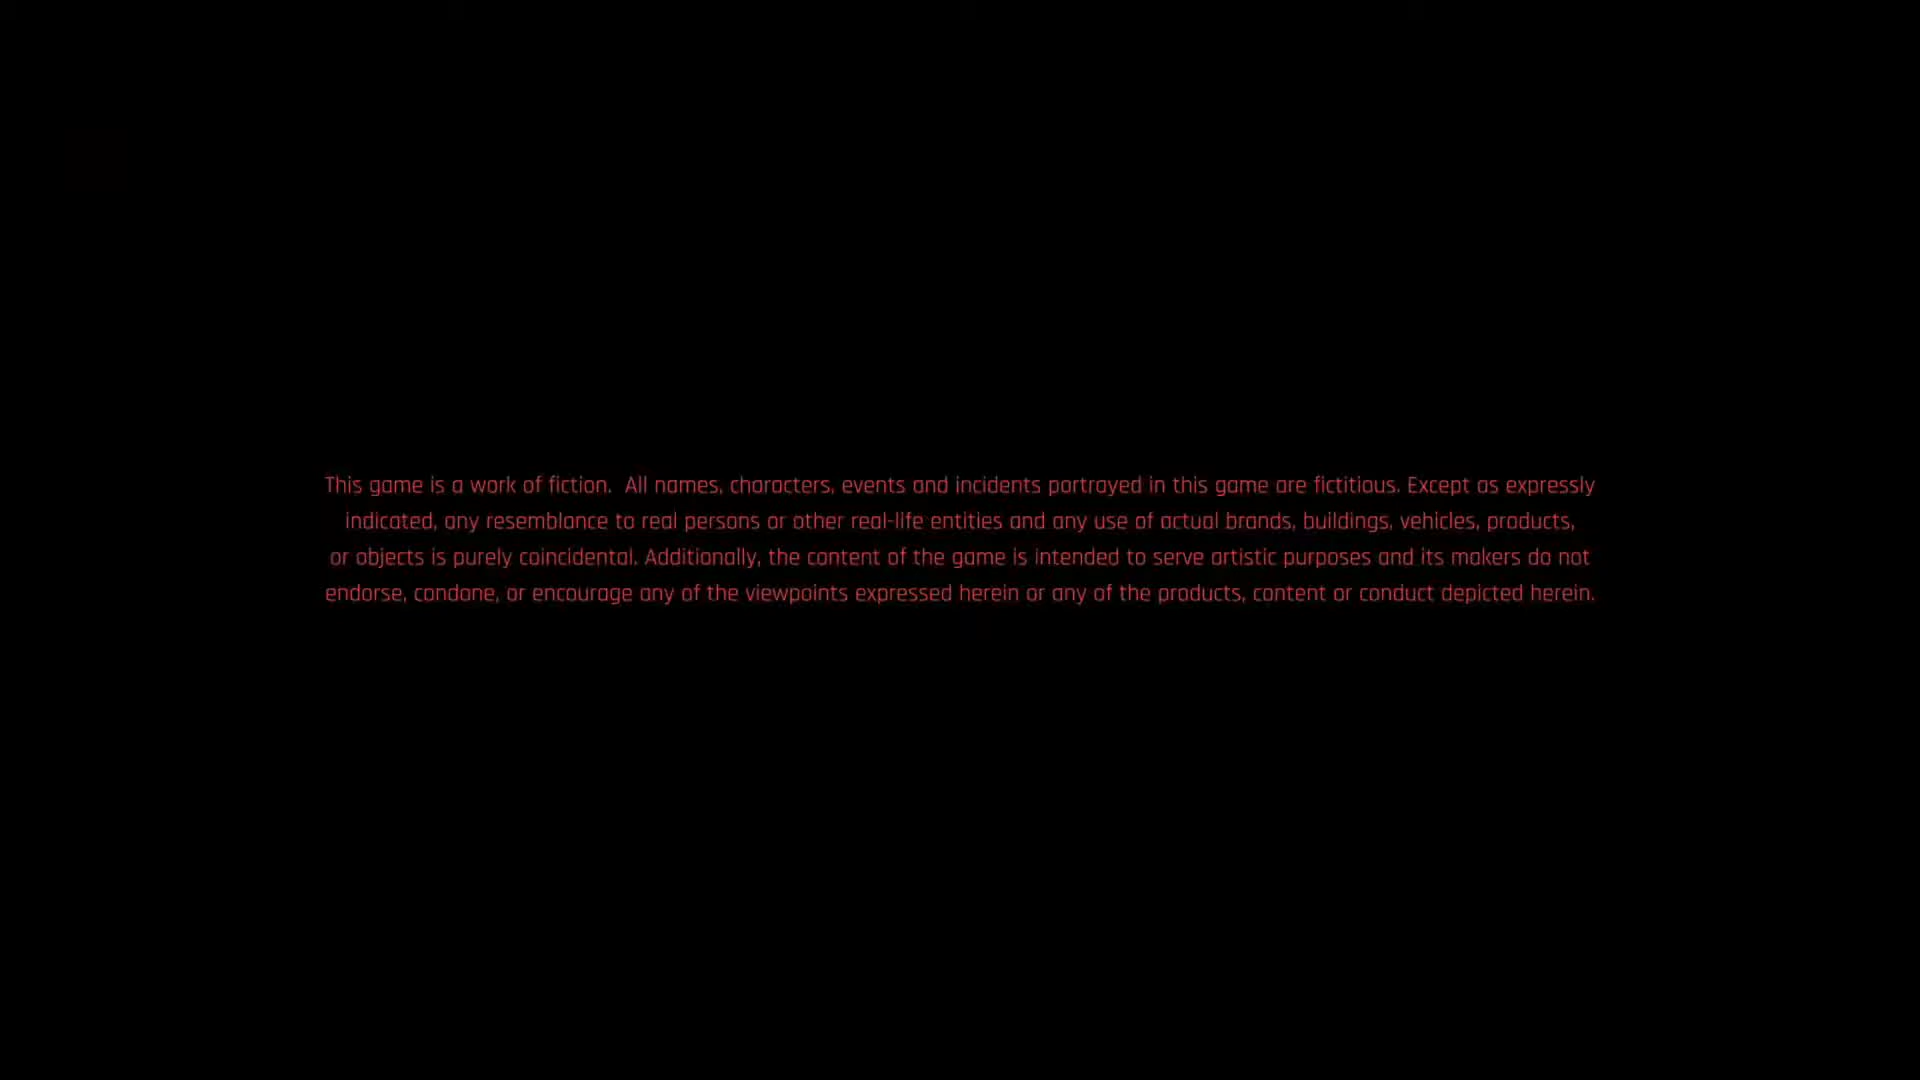 This game is a work of fiction.  All names, characters, events and incidents portrayed in this game are fictitious. Except as expressly
indicated, any resemblance to real persons or other real-life entities and any use of actual brands, buildings, vehicles, products,
or objects is purely coincidental. Additionally, the content of the game is intended to serve artistic purposes and its makers do not
endorse, condone, or encourage any of the viewpoints expressed herein or any of the products, content or conduct depicted herein.